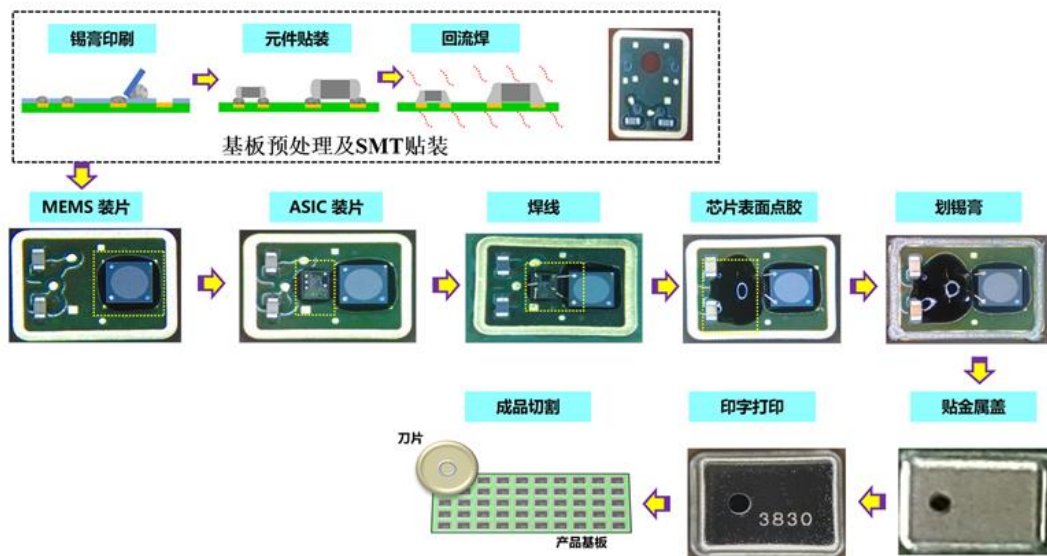 锡膏印刷
元件贴装
回流焊
基板预处理及SMT贴装
MEMS 装片
ASIC 装片
焊线
芯片表面点胶
划锡膏
成品切割
印字打印
贴金属盖
刀片
3830
产品基板